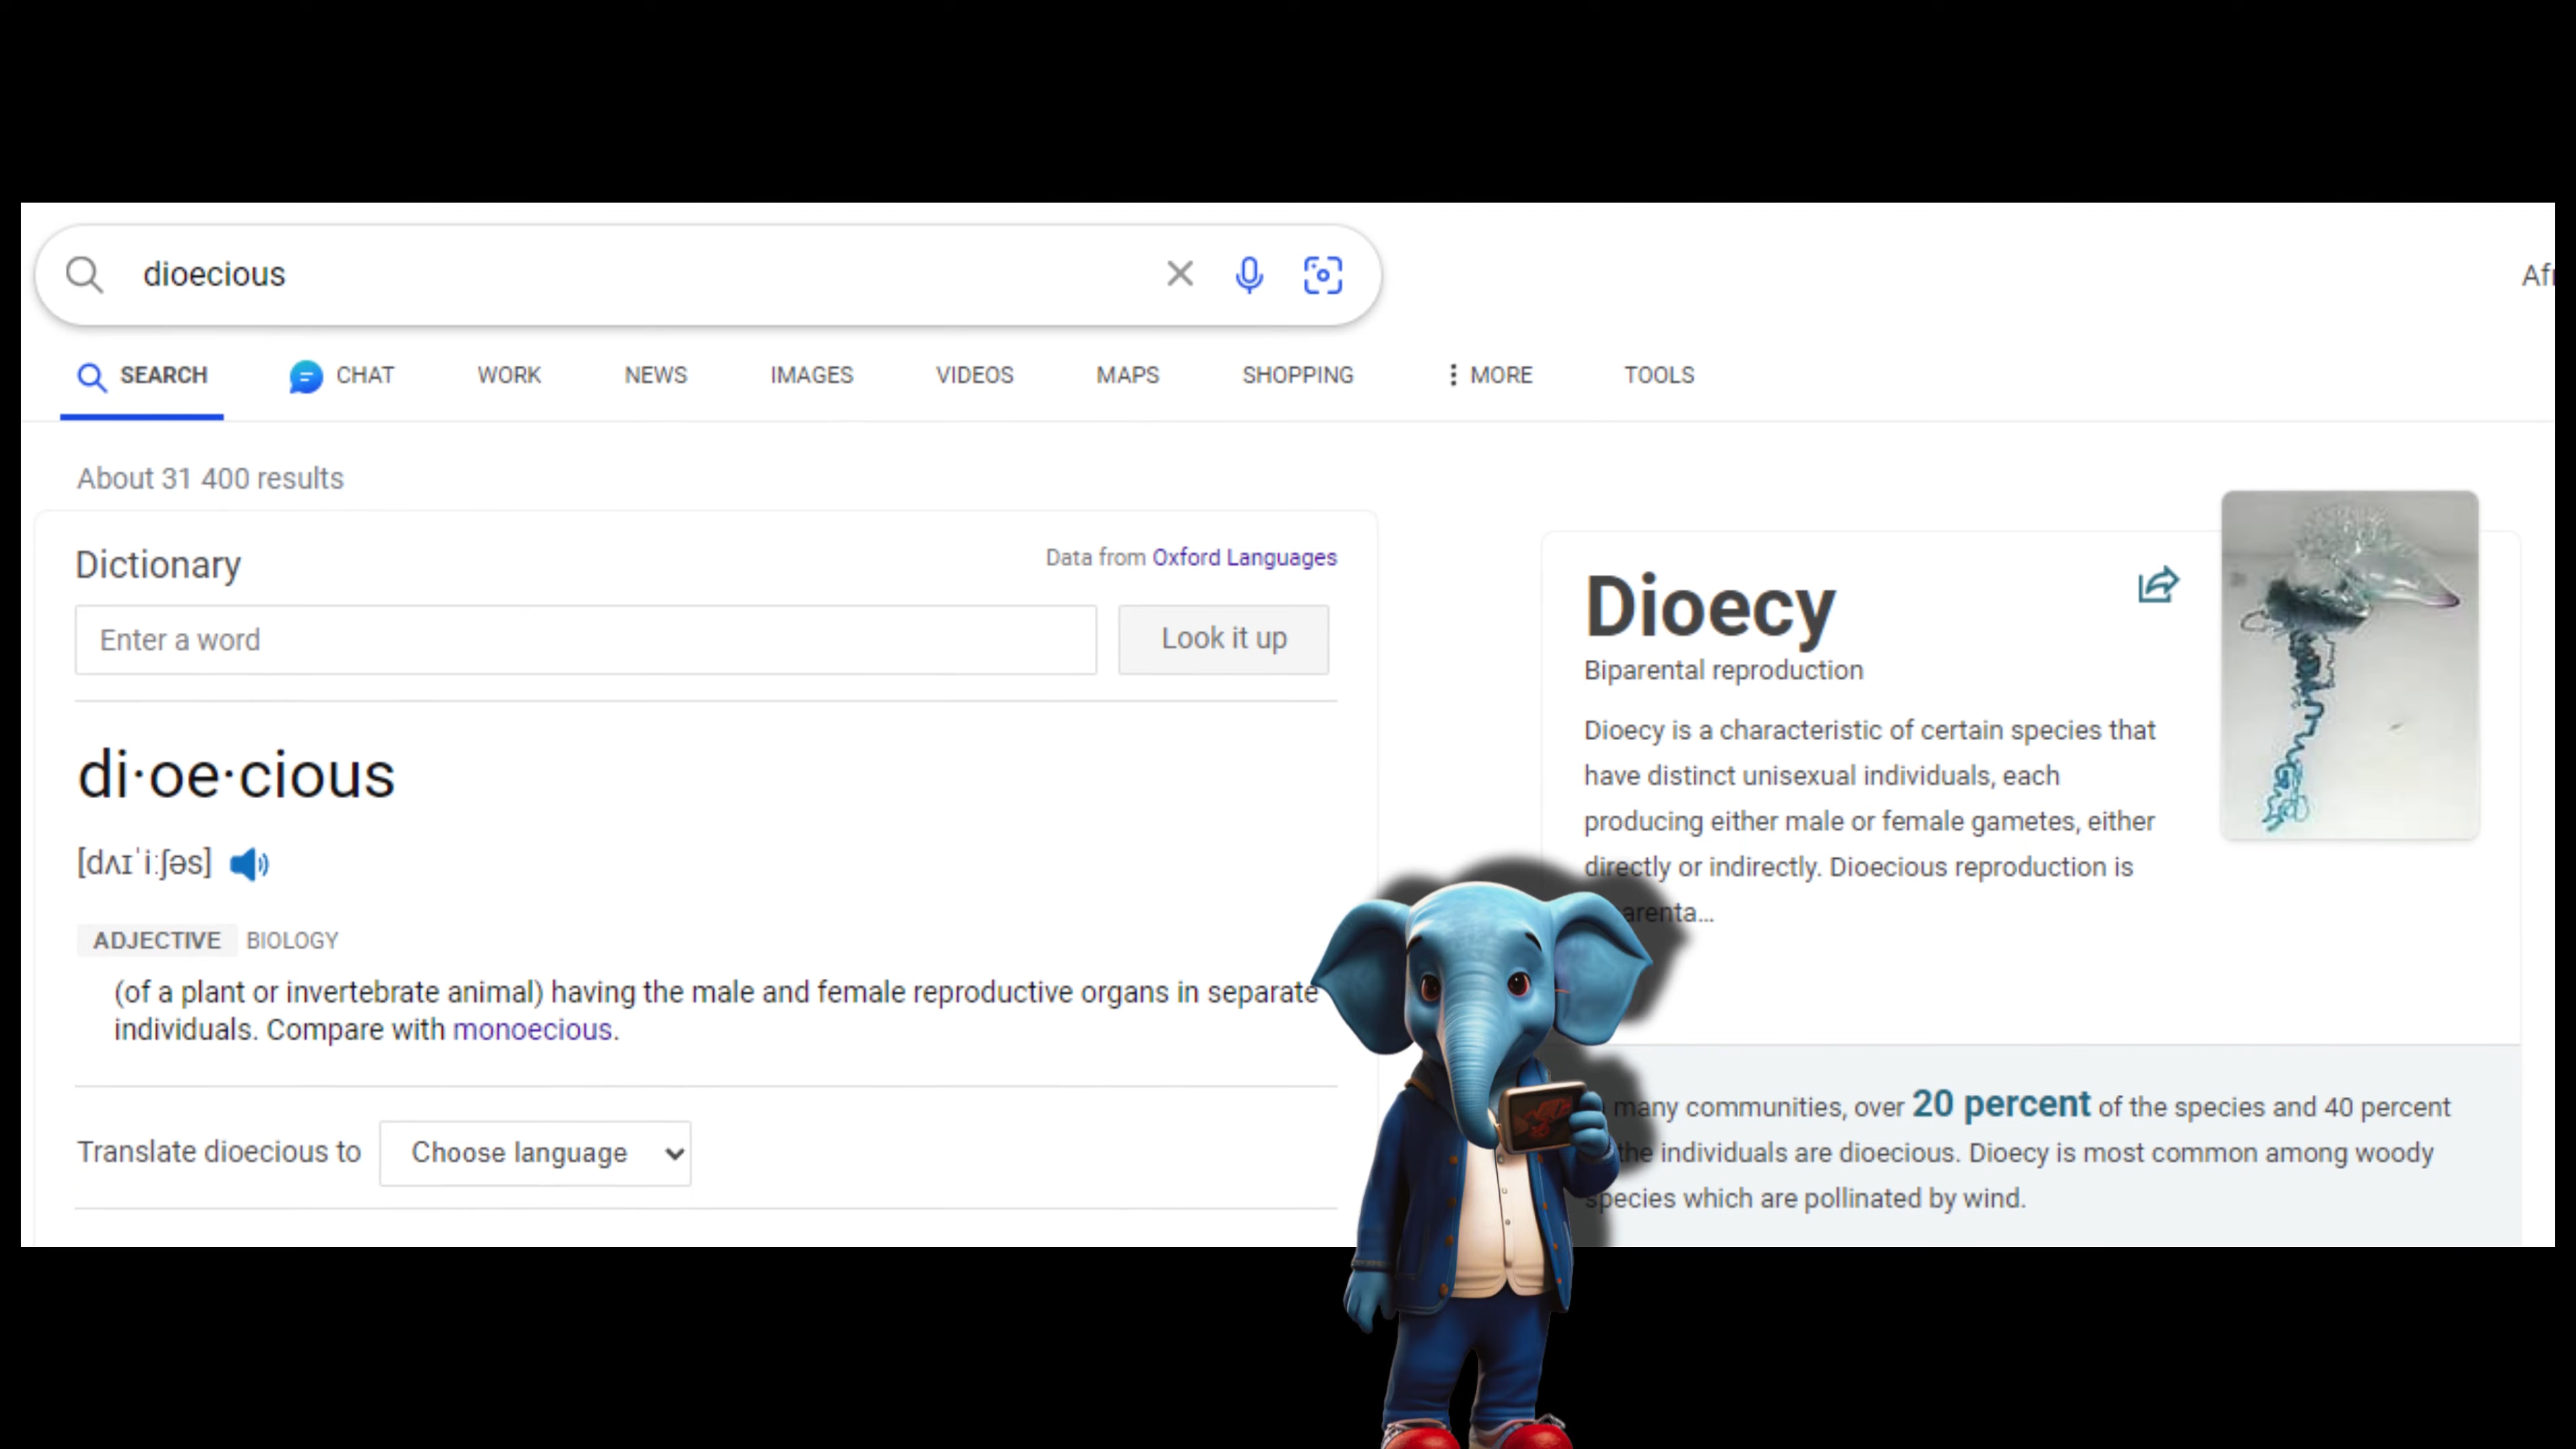 dioecious
Afr
SEARCH CHAT WORK NEWS IMAGES VIDEOS MAPS SHOPPING MORE TOOLS
About 31 400 results
Dictionary
Data from Oxford Languages
Enter a word
Look it up
di·oe·cious
[dʌɪˈiːʃəs]
ADJECTIVE BIOLOGY
(of a plant or invertebrate animal) having the male and female reproductive organs in separate
individuals. Compare with monoecious.
Translate dioecious to
Choose language
Dioecy
Biparental reproduction
Dioecy is a characteristic of certain species that
have distinct unisexual individuals, each
producing either male or female gametes, either
directly or indirectly. Dioecious reproduction is
arenta...
many communities, over 20 percent of the species and 40 percent
the individuals are dioecious. Dioecy is most common among woody
species which are pollinated by wind.